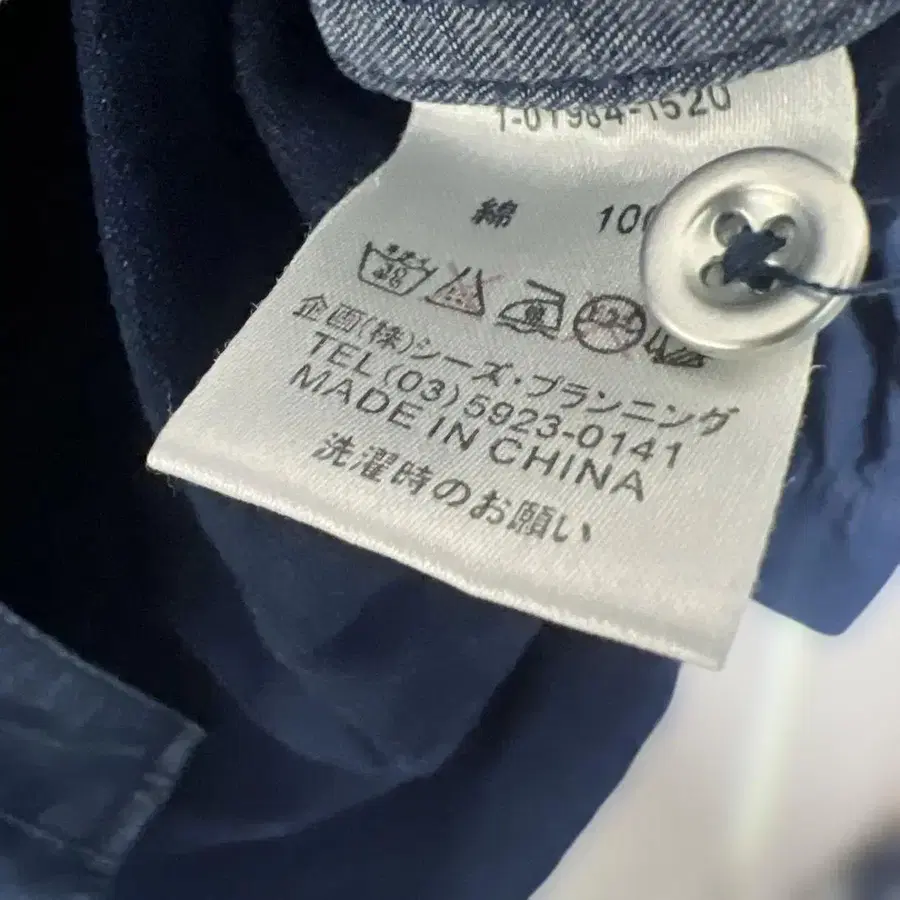 1-01984-1520
綿 100
企画(株)シーズ・プランニング
TEL(03)5923-0141
MADE IN CHINA
洗濯時のお願い